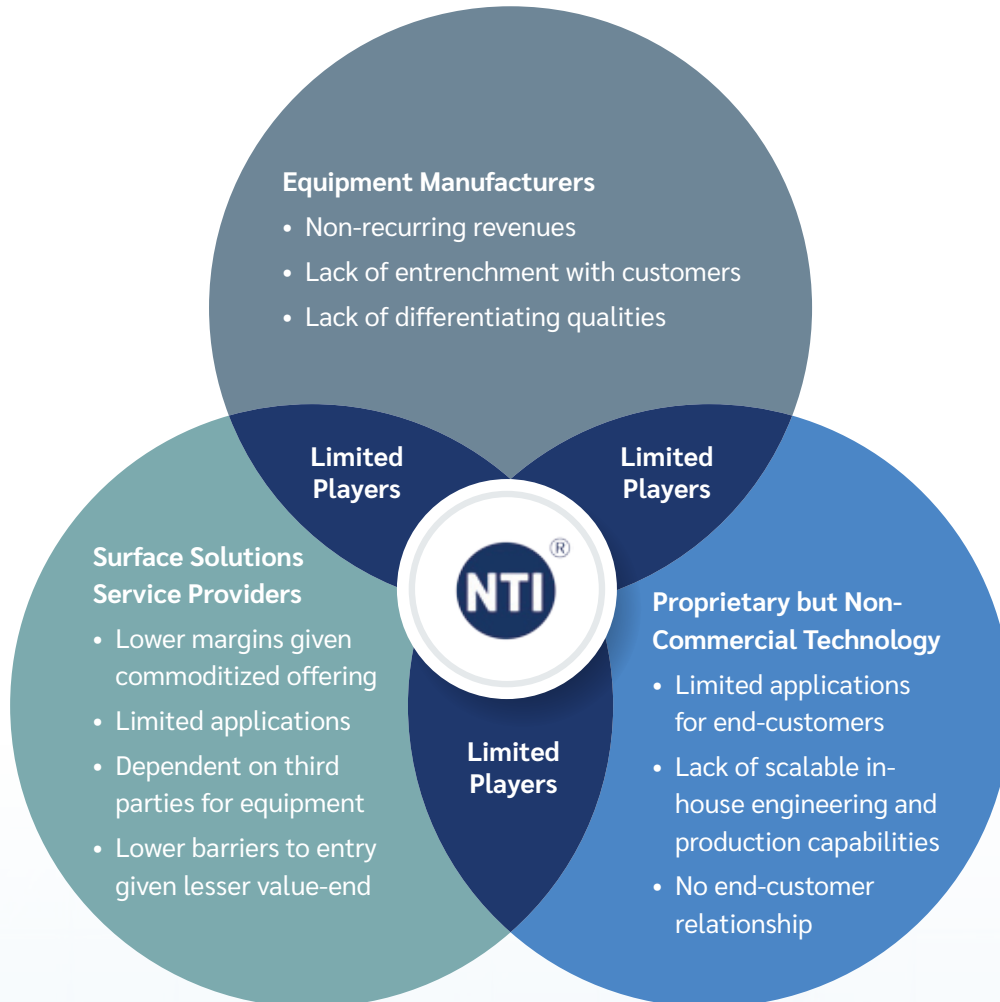 Equipment Manufacturers
• Non-recurring revenues
• Lack of entrenchment with customers
• Lack of differentiating qualities
Limited
Players
Limited
Players
NTI®
Surface Solutions
Service Providers
• Lower margins given
commoditized offering
• Limited applications
• Dependent on third
parties for equipment
• Lower barriers to entry
given lesser value-end
Limited
Players
Proprietary but Non-
Commercial Technology
• Limited applications
for end-customers
• Lack of scalable in-
house engineering and
production capabilities
• No end-customer
relationship